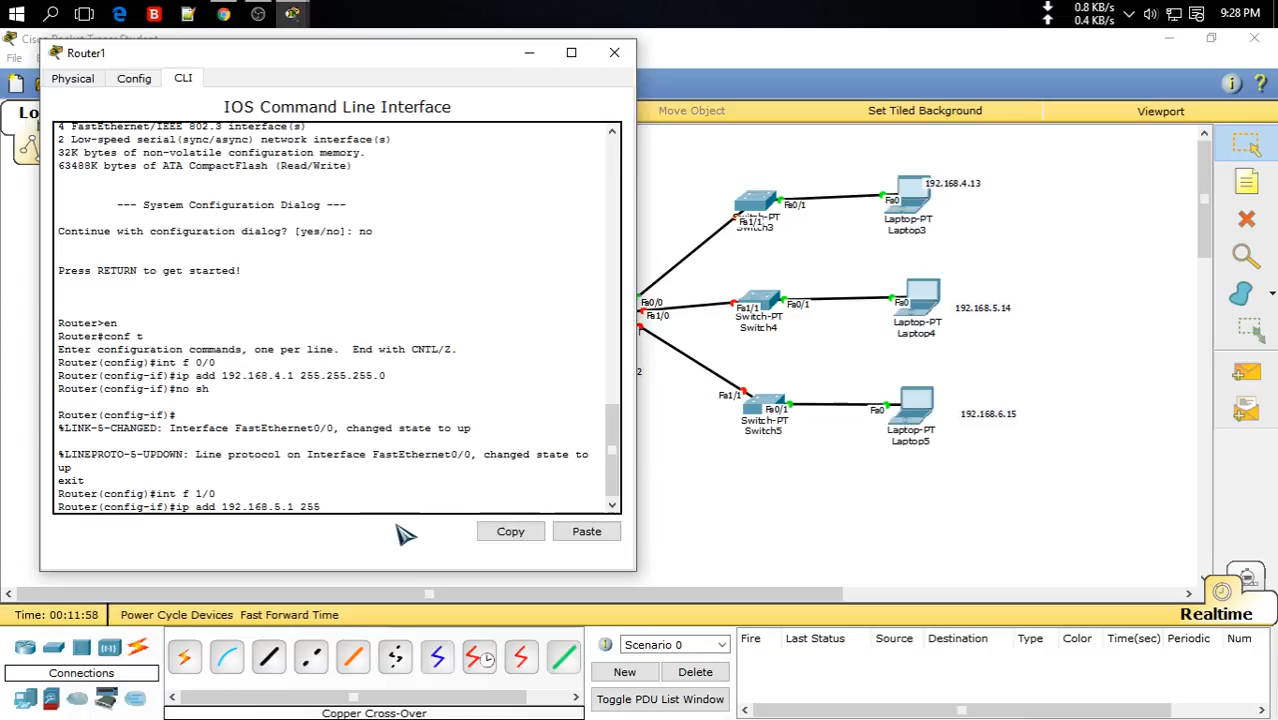 0.8 KB/s
0.4 KB/s
9:28 PM
File
Router1
Physical
Config
CLI
Lo
Move Object
Set Tiled Background
Viewport
IOS Command Line Interface
4 FastEthernet/IEEE 802.3 interface(s)
2 Low-speed serial(sync/async) network interface(s)
32K bytes of non-volatile configuration memory.
63488K bytes of ATA CompactFlash (Read/Write)
--- System Configuration Dialog ---
Continue with configuration dialog? [yes/no]: no
Press RETURN to get started!
Router>en
Router#conf t
Enter configuration commands, one per line.  End with CNTL/Z.
Router(config)#int f 0/0
Router(config-if)#ip add 192.168.4.1 255.255.255.0
Router(config-if)#no sh
Router(config-if)#
%LINK-5-CHANGED: Interface FastEthernet0/0, changed state to up
%LINEPROTO-5-UPDOWN: Line protocol on Interface FastEthernet0/0, changed state to
up
exit
Router(config)#int f 1/0
Router(config-if)#ip add 192.168.5.1 255
Copy
Paste
Fa0/0
Fa1/0
2
Fa1/1
Switch-PT
Switch3
Fa0/1
Fa0
192.168.4.13
Laptop-PT
Laptop3
Fa1/1
Switch-PT
Switch4
Fa0/1
Fa0
192.168.5.14
Laptop-PT
Laptop4
Fa1/1
Fa0/1
Switch-PT
Switch5
Fa0
192.168.6.15
Laptop-PT
Laptop5
Time: 00:11:58
Power Cycle Devices  Fast Forward Time
Realtime
Connections
Copper Cross-Over
Scenario 0
New
Delete
Toggle PDU List Window
Fire
Last Status
Source
Destination
Type
Color
Time(sec)
Periodic
Num